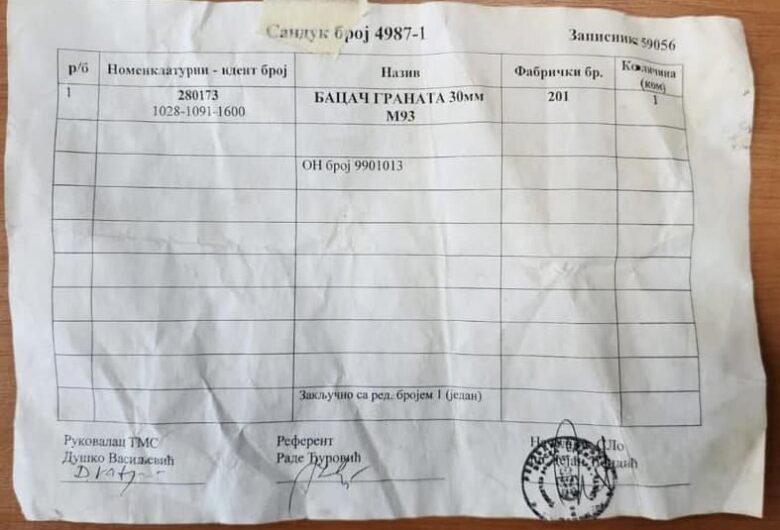 Сандук број 4987-1
Записник 59056
р/б Номенклатурни - идент број Назив Фабрички бр. Количина (ком)
1 280173 БАЦАЧ ГРАНАТА 30мм 201 1
1028-1091-1600 М93
ОН број 9901013
Закључно са ред. бројем 1 (један)
Руковалац ТМС Референт СЛо
Душко Васиљевић Раде Ђуровић